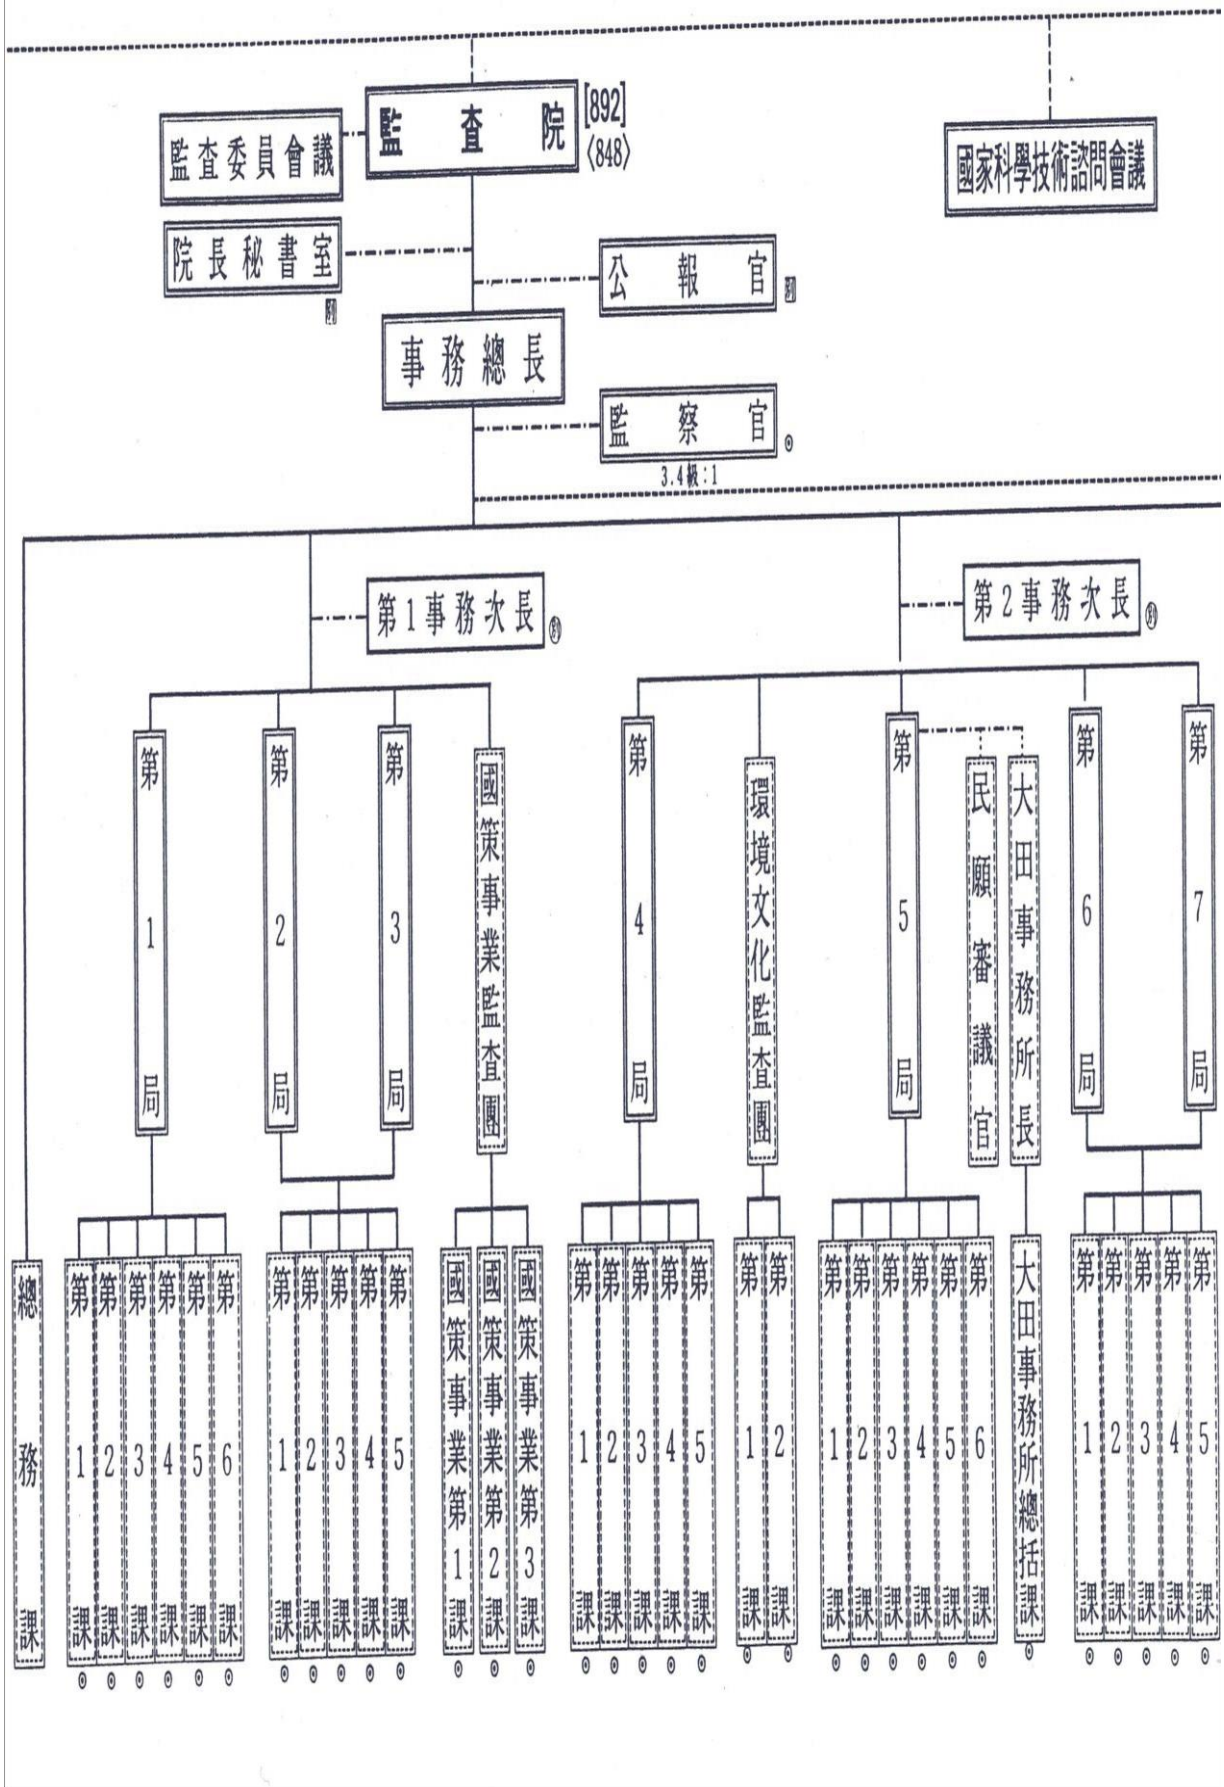 監查院
[892]
〈848〉
監查委員會議
國家科學技術諮問會議
院長秘書室
別
公報官
別
事務總長
監察官
⊙
3.4級:1
第1事務次長
別
第2事務次長
別
第1局
第2局
第3局
國策事業監査團
第4局
環境文化監査團
第5局
民願審議官
大田事務所長
第6局
第7局
總務課
第1課
第2課
第3課
第4課
第5課
第6課
第1課
第2課
第3課
第4課
第5課
國策事業第1課
國策事業第2課
國策事業第3課
第1課
第2課
第3課
第4課
第5課
第1課
第2課
第1課
第2課
第3課
第4課
第5課
第6課
大田事務所總括課
第1課
第2課
第3課
第4課
第5課